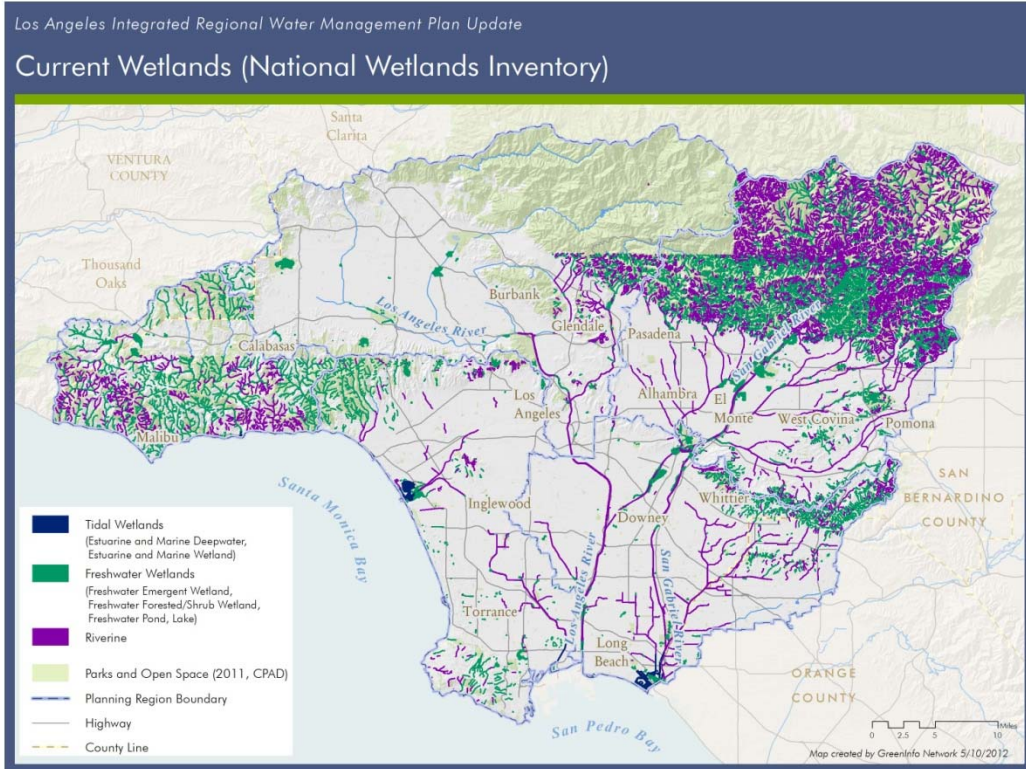 Los Angeles Integrated Regional Water Management Plan Update
Current Wetlands (National Wetlands Inventory)
Santa
Clarita
VENTURA
COUNTY
Thousand
Oaks
Burbank
Los Angeles River
Glendale
Pasadena
San Gabriel River
Calabasas
Los
Angeles
Alhambra
El
Monte
West Covina
Pomona
Malibu
SAN
BERNARDINO
COUNTY
Santa Monica Bay
Inglewood
Whittier
Downey
Los Angeles River
San Gabriel River
Torrance
Long
Beach
ORANGE
COUNTY
San Pedro Bay
Tidal Wetlands
(Estuarine and Marine Deepwater,
Estuarine and Marine Wetland)
Freshwater Wetlands
(Freshwater Emergent Wetland,
Freshwater Forested/Shrub Wetland,
Freshwater Pond, Lake)
Riverine
Parks and Open Space (2011, CPAD)
Planning Region Boundary
Highway
County Line
Miles
0 2.5 5 10
Map created by GreenInfo Network 5/10/2012